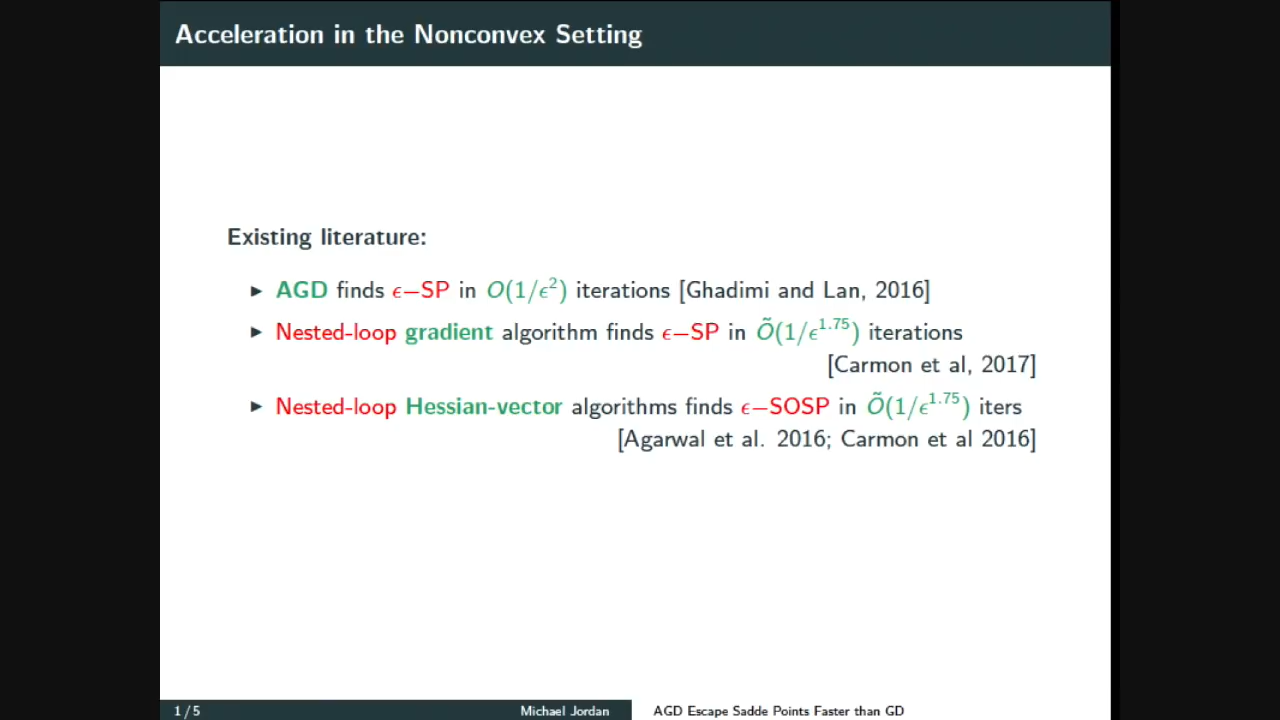 Acceleration in the Nonconvex Setting
Existing literature:
▶ AGD finds ϵ−SP in O(1/ϵ²) iterations [Ghadimi and Lan, 2016]
▶ Nested-loop gradient algorithm finds ϵ−SP in Õ(1/ϵ^1.75) iterations
[Carmon et al, 2017]
▶ Nested-loop Hessian-vector algorithms finds ϵ−SOSP in Õ(1/ϵ^1.75) iters
[Agarwal et al. 2016; Carmon et al 2016]
1/5 Michael Jordan AGD Escape Sadde Points Faster than GD